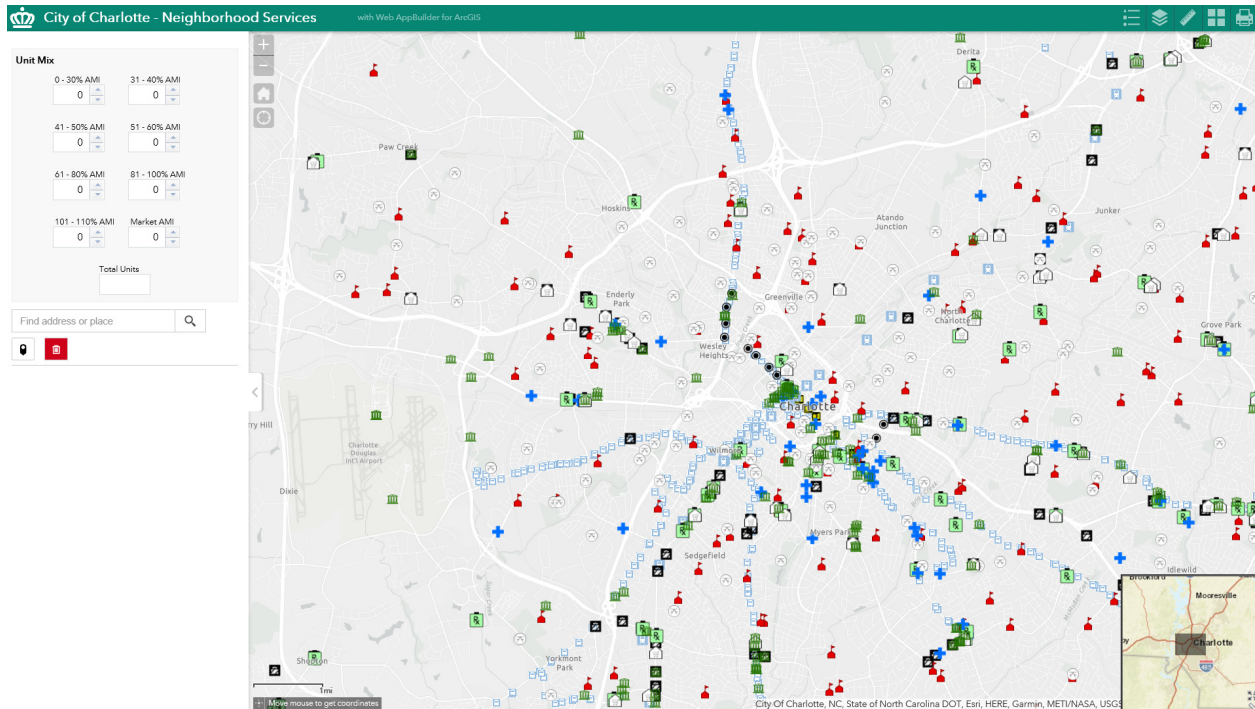 City of Charlotte - Neighborhood Services
with Web AppBuilder for ArcGIS
Unit Mix
0 - 30% AMI 31 - 40% AMI
0 0
41 - 50% AMI 51 - 60% AMI
0 0
61 - 80% AMI 81 - 100% AMI
0 0
101 - 110% AMI Market AMI
0 0
Total Units
Find address or place
Derita
Paw Creek
Hoskins
Junker
Atando
Junction
Enderly
Park
Greenville
North
Charlotte
Grove Park
Wesley
Heights
Charlotte
rry Hill
Charlotte
Douglas
Int'l Airport
Wilmore
Dixie
Myers Park
Sedgefield
Idlewild
Yorkmont
Park
Shopton
Mooresville
Charlotte
1mi
Move mouse to get coordinates
City Of Charlotte, NC, State of North Carolina DOT, Esri, HERE, Garmin, METI/NASA, USGS